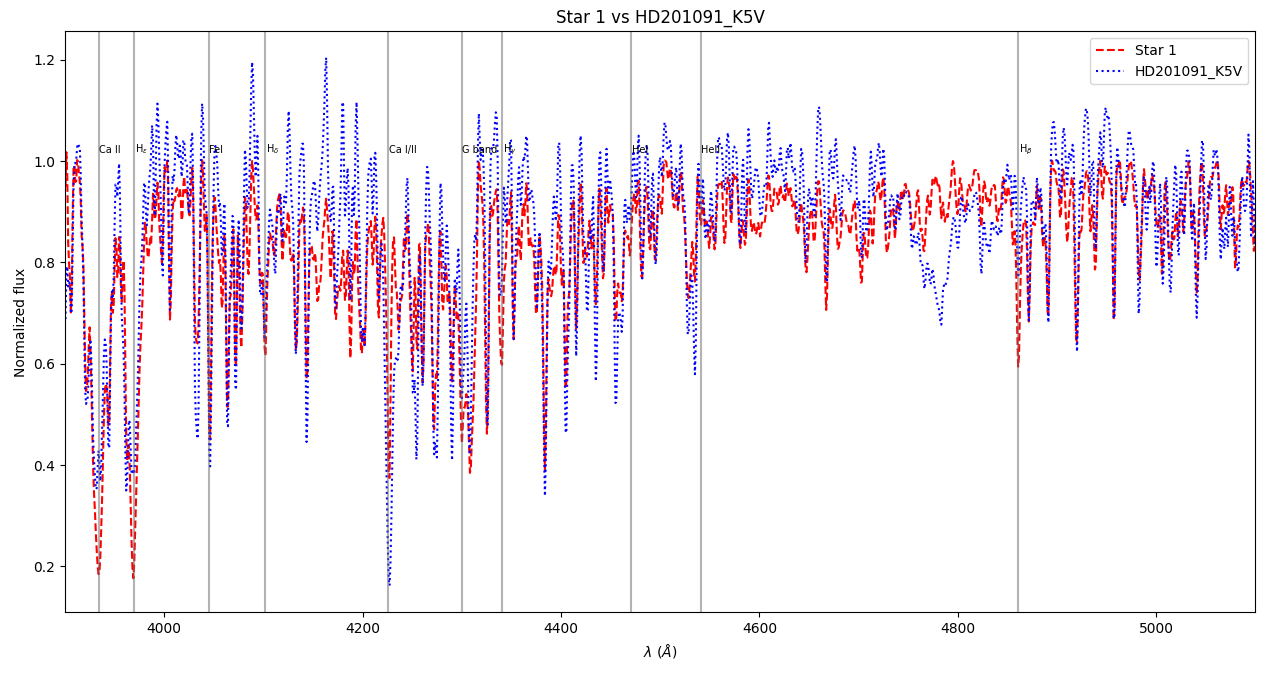 Star 1 vs HD201091_K5V
Star 1
HD201091_K5V
Normalized flux
1.2
1.0
0.8
0.6
0.4
0.2
Ca II
Hε
FeI
Hδ
Ca I/II
G band
Hγ
HeI
HeII
Hβ
4000
4200
4400
4600
4800
5000
λ (Å)